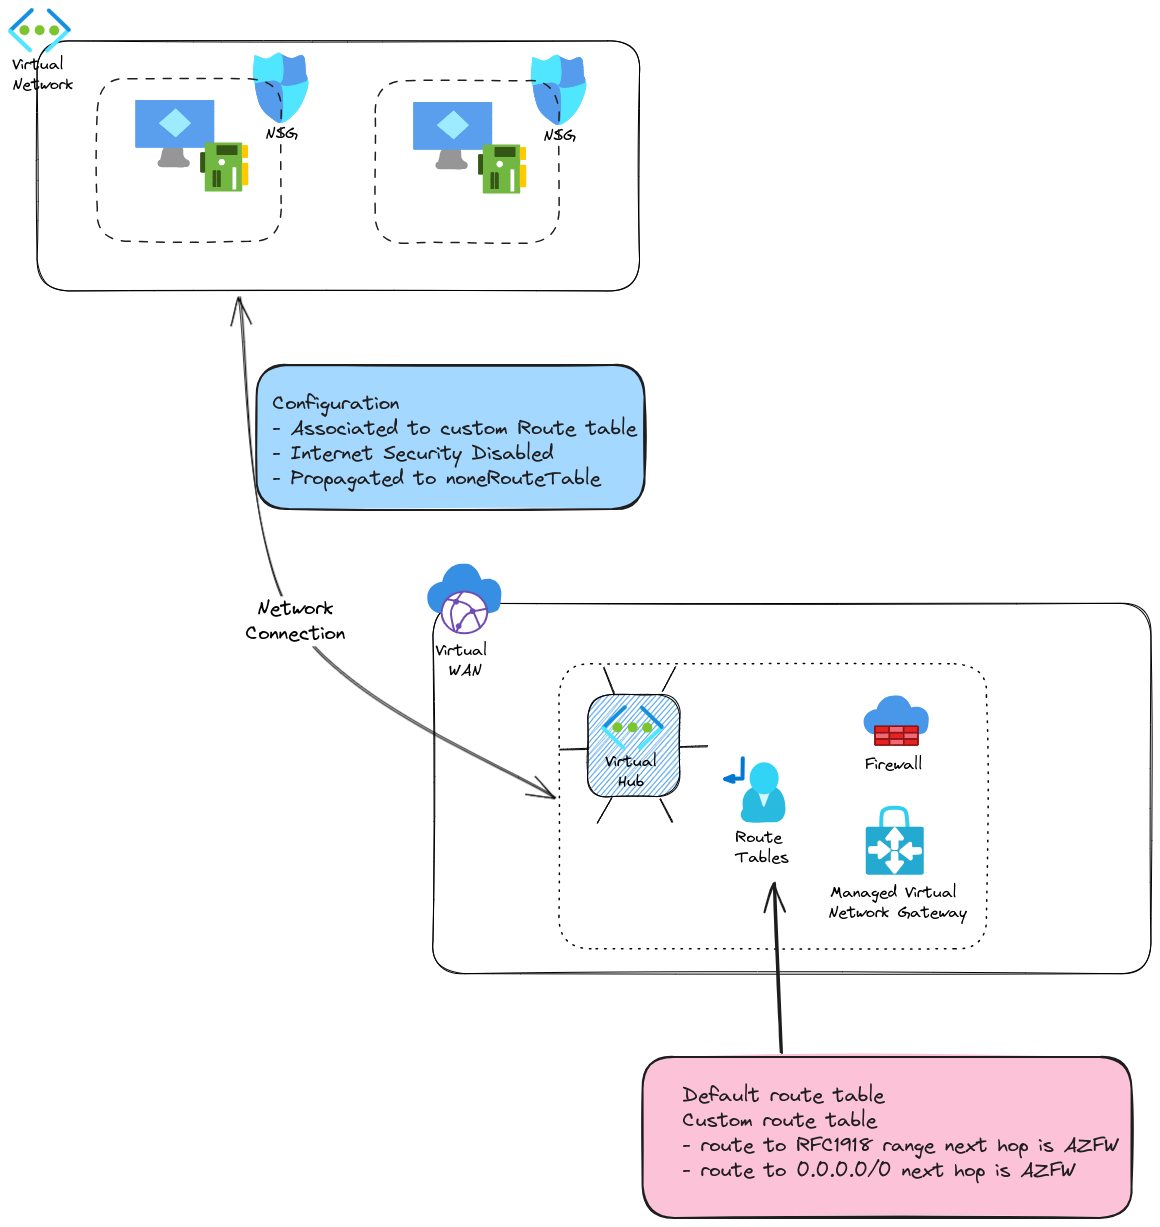 Virtual
Network
NSG
NSG
Configuration
- Associated to custom Route table
- Internet Security Disabled
- Propagated to noneRouteTable
Network
Connection
Virtual
WAN
Virtual
Hub
Route
Tables
Firewall
Managed Virtual
Network Gateway
Default route table
Custom route table
- route to RFC1918 range next hop is AZFW
- route to 0.0.0.0/0 next hop is AZFW